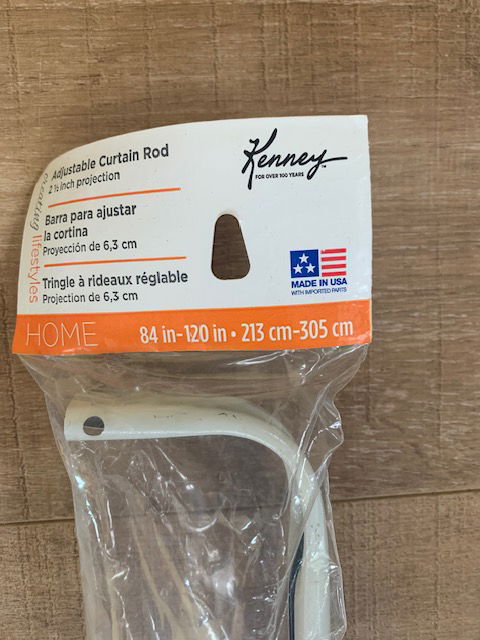 Adjustable Curtain Rod
2 ½ inch projection
Barra para ajustar
la cortina
Proyección de 6,3 cm
Tringle à rideaux réglable
Projection de 6,3 cm
creating lifestyles
Kenney™
FOR OVER 100 YEARS
MADE IN USA
WITH IMPORTED PARTS
HOME
84 in-120 in • 213 cm-305 cm